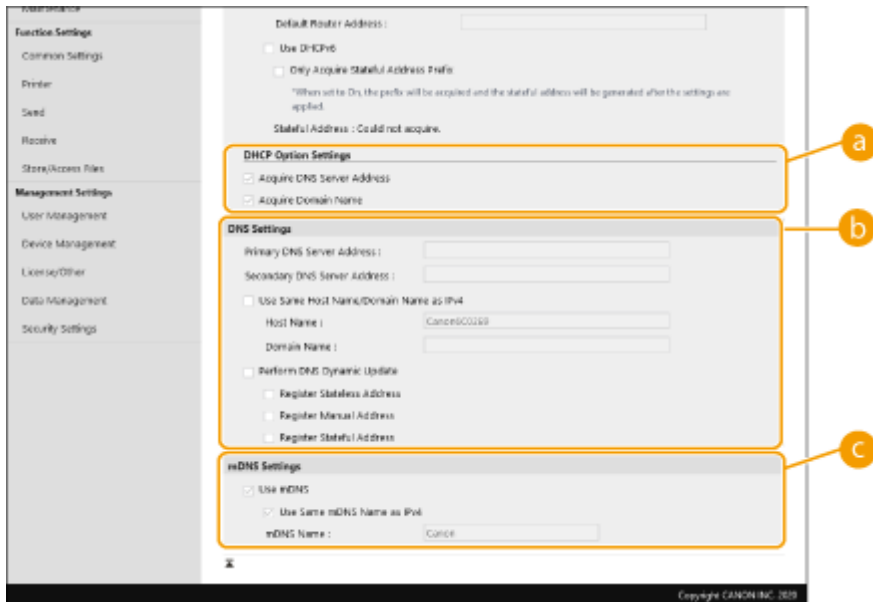 Maintenance
Function Settings
Common Settings
Printer
Send
Receive
Store/Access Files
Management Settings
User Management
Device Management
License/Other
Data Management
Security Settings
Default Router Address :
Use DHCPv6
Only Acquire Stateful Address Prefix
*When set to On, the prefix will be acquired and the stateful address will be generated after the settings are
applied.
Stateful Address : Could not acquire.
DHCP Option Settings
Acquire DNS Server Address
Acquire Domain Name
a
DNS Settings
Primary DNS Server Address :
Secondary DNS Server Address :
Use Same Host Name/Domain Name as IPv4
Host Name :
Domain Name :
Perform DNS Dynamic Update
Register Stateless Address
Register Manual Address
Register Stateful Address
b
mDNS Settings
Use mDNS
Use Same mDNS Name as IPv4
mDNS Name : Canon
c
Copyright CANON INC. 2020